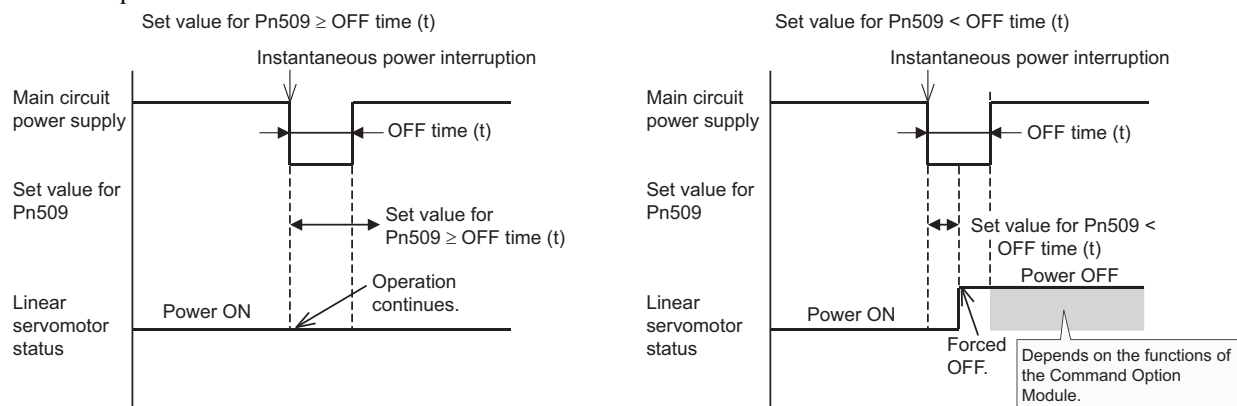 Set value for Pn509 ≥ OFF time (t)
Instantaneous power interruption
Main circuit
power supply
OFF time (t)
Set value for
Pn509
Set value for
Pn509 ≥ OFF time (t)
Operation
continues.
Power ON
Linear
servomotor
status
Set value for Pn509 < OFF time (t)
Instantaneous power interruption
Main circuit
power supply
OFF time (t)
Set value for
Pn509
Set value for Pn509 <
OFF time (t)
Power OFF
Power ON
Linear
servomotor
status
Forced
OFF.
Depends on the functions of
the Command Option
Module.